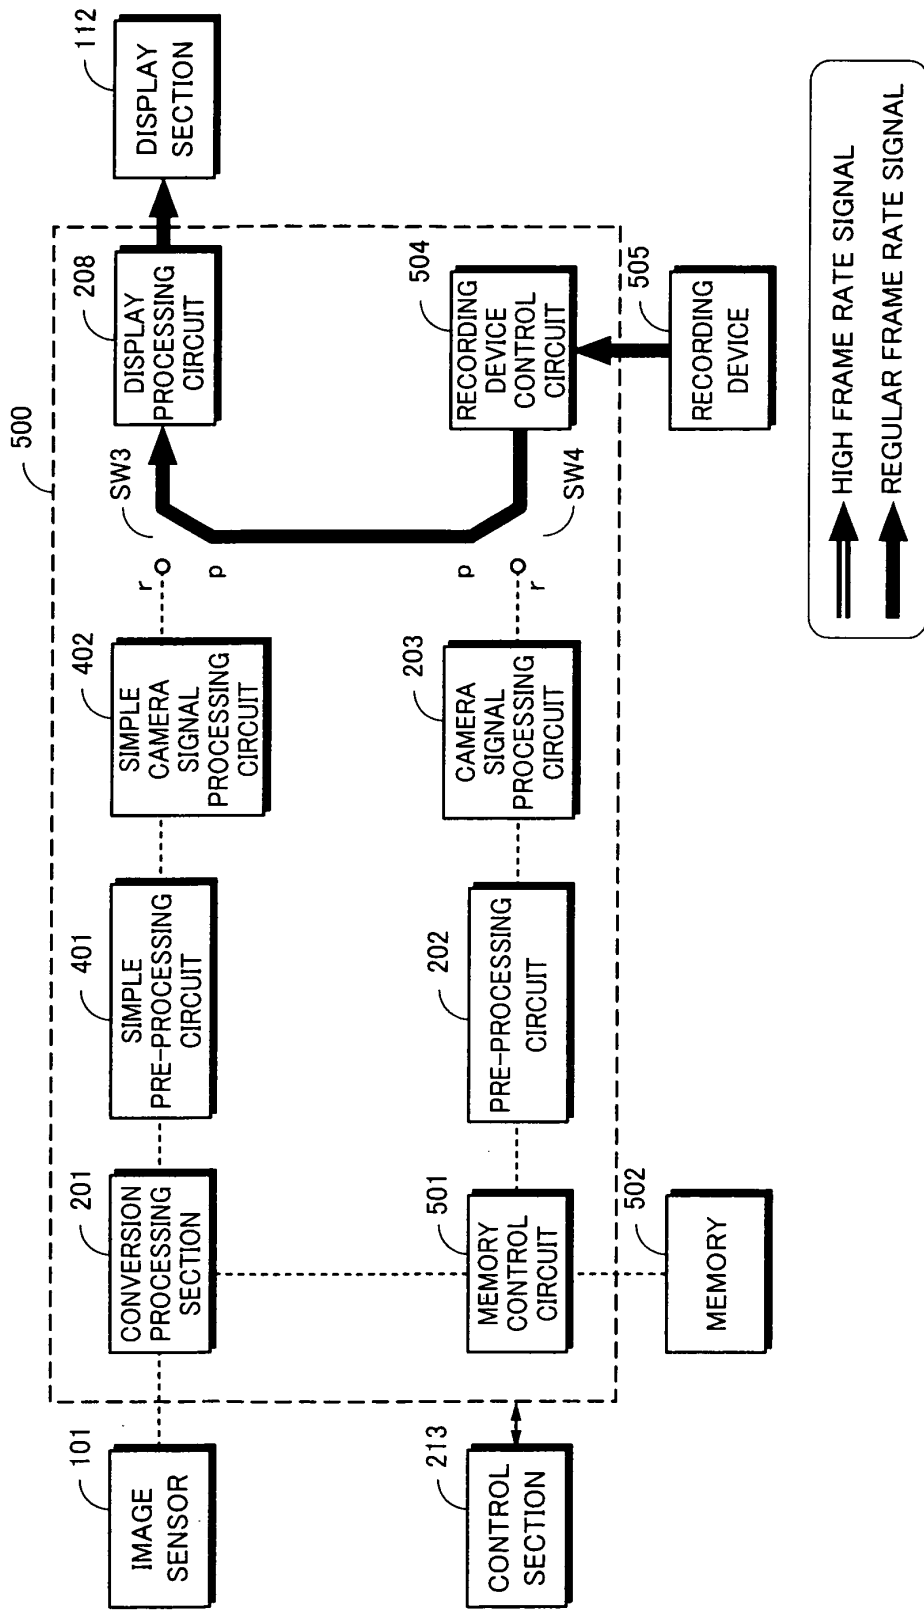 500
101
IMAGE
SENSOR
201
CONVERSION
PROCESSING
SECTION
401
SIMPLE
PRE-PROCESSING
CIRCUIT
402
SIMPLE
CAMERA
SIGNAL
PROCESSING
CIRCUIT
SW3
r
p
208
DISPLAY
PROCESSING
CIRCUIT
112
DISPLAY
SECTION
213
CONTROL
SECTION
501
MEMORY
CONTROL
CIRCUIT
202
PRE-PROCESSING
CIRCUIT
203
CAMERA
SIGNAL
PROCESSING
CIRCUIT
p
r
SW4
504
RECORDING
DEVICE
CONTROL
CIRCUIT
502
MEMORY
505
RECORDING
DEVICE
HIGH FRAME RATE SIGNAL
REGULAR FRAME RATE SIGNAL